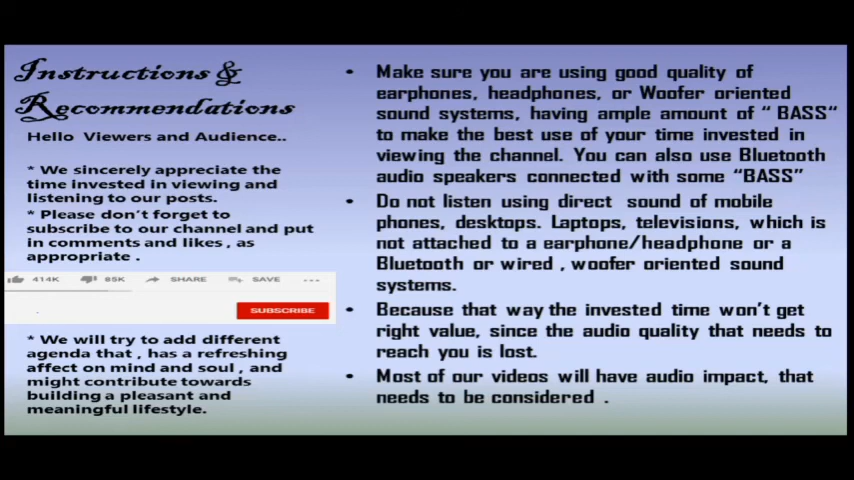 Instructions &
Recommendations
Hello Viewers and Audience..
* We sincerely appreciate the
time invested in viewing and
listening to our posts.
* Please don't forget to
subscribe to our channel and put
in comments and likes , as
appropriate .
414K 85K SHARE SAVE ...
SUBSCRIBE
* We will try to add different
agenda that , has a refreshing
affect on mind and soul , and
might contribute towards
building a pleasant and
meaningful lifestyle.
• Make sure you are using good quality of
earphones, headphones, or Woofer oriented
sound systems, having ample amount of “ BASS“
to make the best use of your time invested in
viewing the channel. You can also use Bluetooth
audio speakers connected with some “BASS”
• Do not listen using direct sound of mobile
phones, desktops. Laptops, televisions, which is
not attached to a earphone/headphone or a
Bluetooth or wired , woofer oriented sound
systems.
• Because that way the invested time won't get
right value, since the audio quality that needs to
reach you is lost.
• Most of our videos will have audio impact, that
needs to be considered .